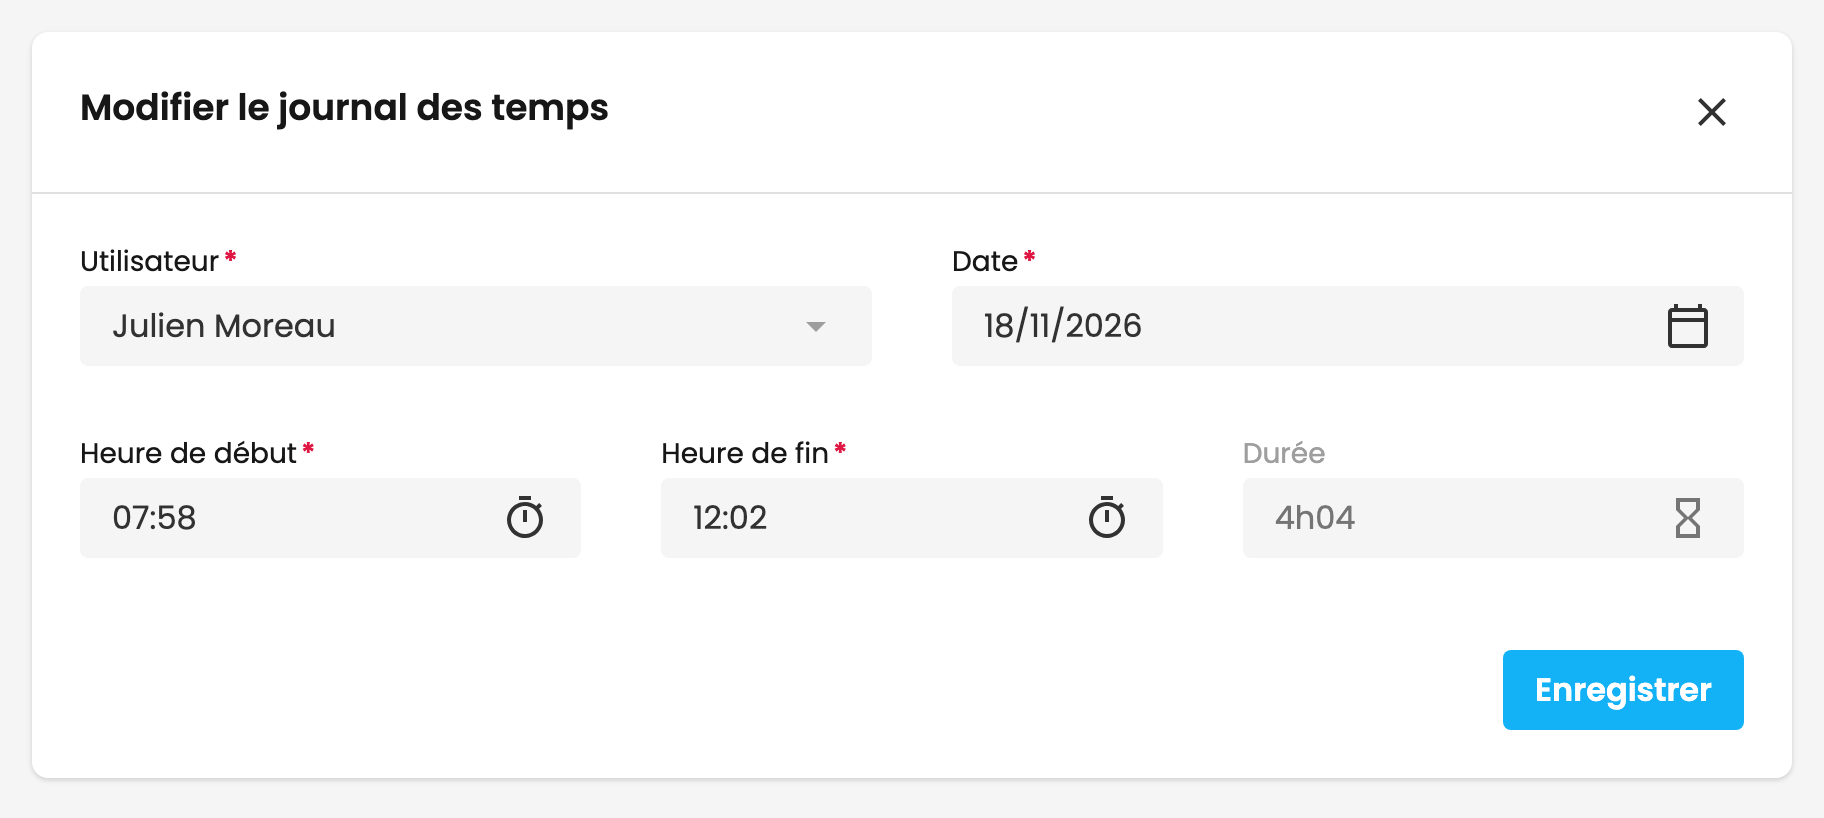 Modifier le journal des temps
Utilisateur*
Date*
Julien Moreau
18/11/2026
Heure de début*
Heure de fin*
Durée
07:58
12:02
4h04
Enregistrer